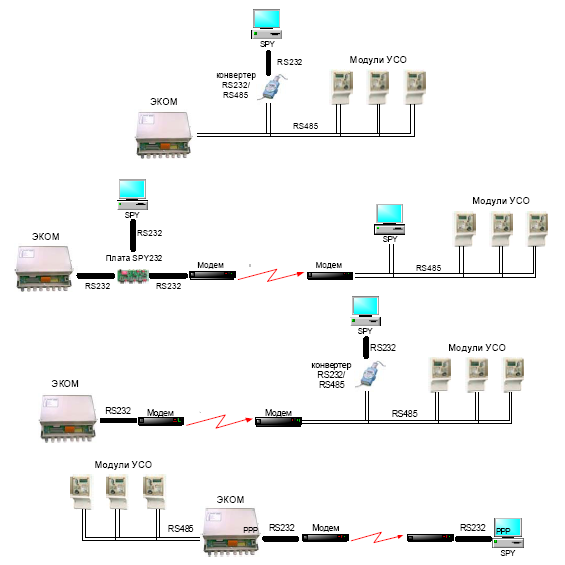 SPY
RS232
конвертер
RS232/
RS485
Модули УСО
ЭКОМ
RS485
SPY
RS232
ЭКОМ
Плата SPY232
RS232
RS232
Модем
Модем
SPY
Модули УСО
RS485
SPY
RS232
конвертер
RS232/
RS485
Модули УСО
ЭКОМ
RS232
Модем
Модем
RS485
Модули УСО
RS485
ЭКОМ
PPP
RS232
Модем
RS232
PPP
SPY